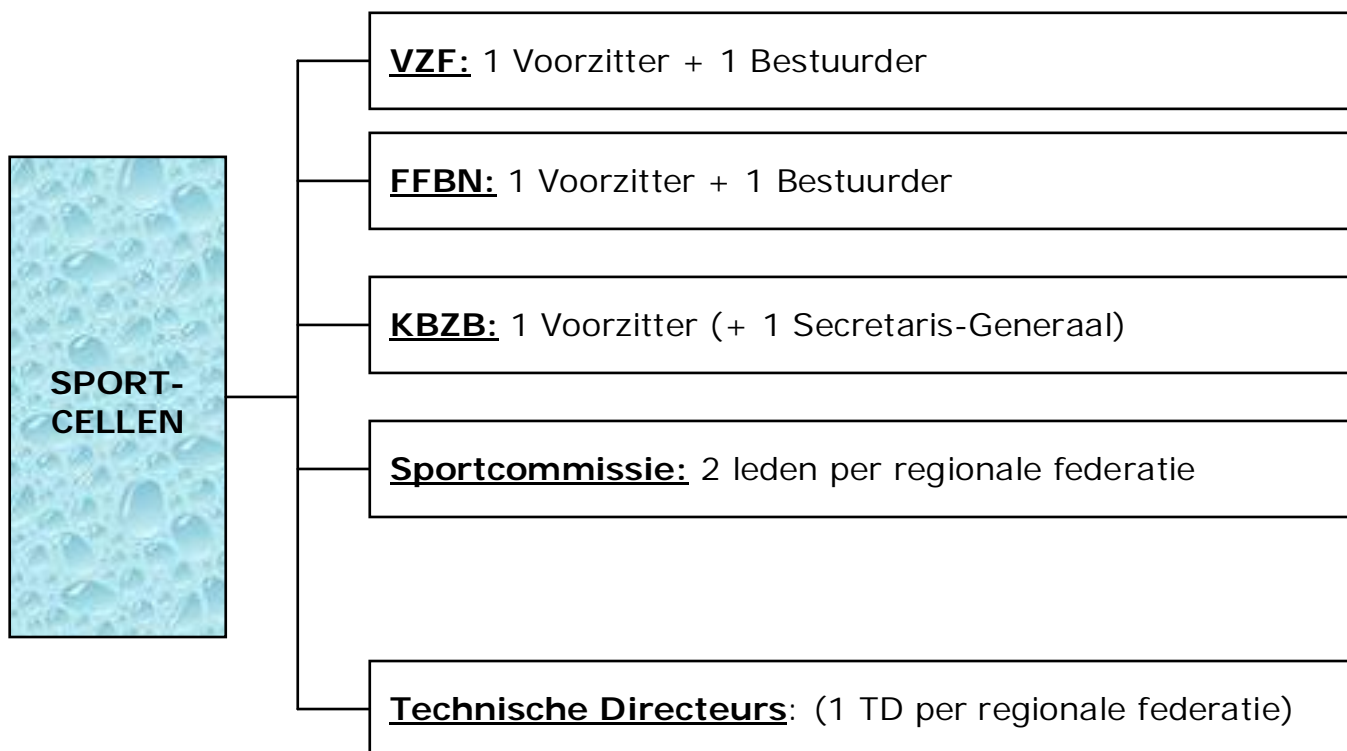 VZF: 1 Voorzitter + 1 Bestuurder
FFBN: 1 Voorzitter + 1 Bestuurder
KBZB: 1 Voorzitter (+ 1 Secretaris-Generaal)
SPORT-
CELLEN
Sportcommissie: 2 leden per regionale federatie
Technische Directeurs: (1 TD per regionale federatie)